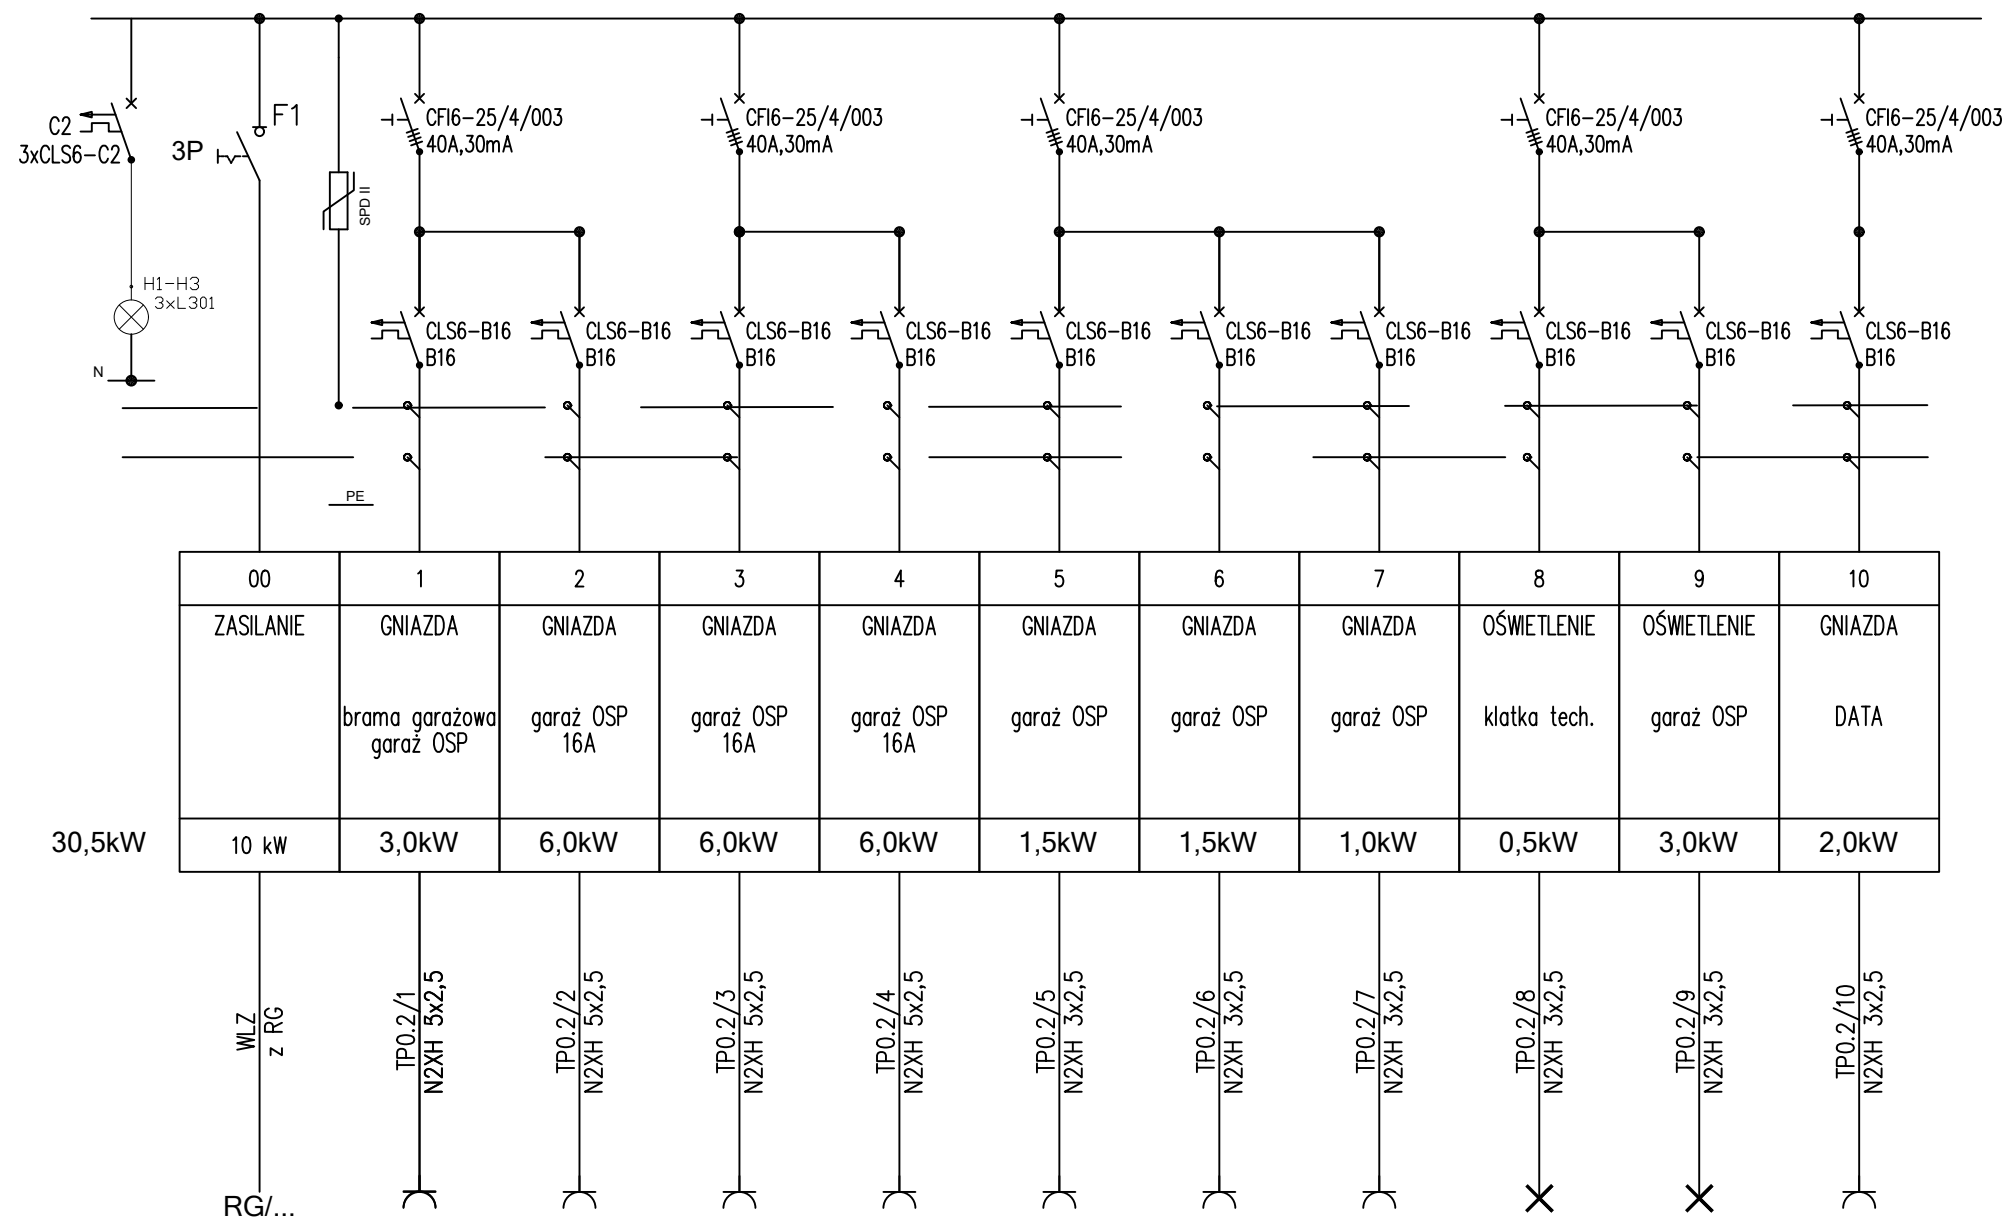 F1
C2
3xCLS6-C2
3P
SPD II
H1-H3
3xL301
N
PE
CFI6-25/4/003
40A,30mA
CFI6-25/4/003
40A,30mA
CFI6-25/4/003
40A,30mA
CFI6-25/4/003
40A,30mA
CFI6-25/4/003
40A,30mA
CLS6-B16
B16
CLS6-B16
B16
CLS6-B16
B16
CLS6-B16
B16
CLS6-B16
B16
CLS6-B16
B16
CLS6-B16
B16
CLS6-B16
B16
CLS6-B16
B16
CLS6-B16
B16
00 1 2 3 4 5 6 7 8 9 10
ZASILANIE GNIAZDA GNIAZDA GNIAZDA GNIAZDA GNIAZDA GNIAZDA GNIAZDA OŚWIETLENIE OŚWIETLENIE GNIAZDA
brama garażowa garaż OSP garaż OSP garaż OSP garaż OSP garaż OSP garaż OSP klatka tech. garaż OSP DATA
garaż OSP 16A 16A 16A
30,5kW 10 kW 3,0kW 6,0kW 6,0kW 6,0kW 1,5kW 1,5kW 1,0kW 0,5kW 3,0kW 2,0kW
WLZ
z RG
TP0.2/1
N2XH 5x2,5
TP0.2/2
N2XH 5x2,5
TP0.2/3
N2XH 5x2,5
TP0.2/4
N2XH 5x2,5
TP0.2/5
N2XH 3x2,5
TP0.2/6
N2XH 3x2,5
TP0.2/7
N2XH 3x2,5
TP0.2/8
N2XH 3x2,5
TP0.2/9
N2XH 3x2,5
TP0.2/10
N2XH 3x2,5
RG/...